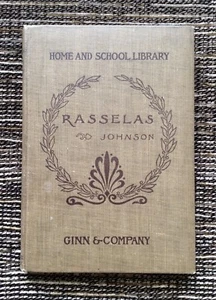 HOME AND SCHOOL LIBRARY
RASSELAS
JOHNSON
GINN & COMPANY